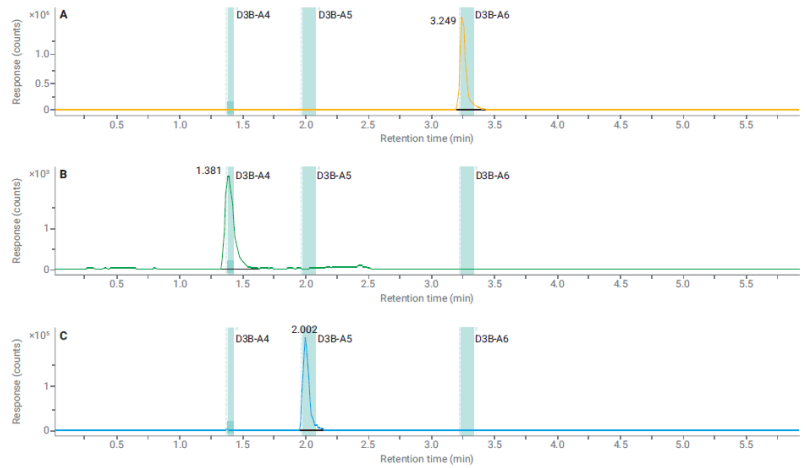 A
×10⁶
D3B-A4
D3B-A5
3.249
D3B-A6
Response (counts)
1.0
0.5
0
0.5 1.0 1.5 2.0 2.5 3.0 3.5 4.0 4.5 5.0 5.5
Retention time (min)
B
×10³
1.381
D3B-A4
D3B-A5
D3B-A6
Response (counts)
1
0
0.5 1.0 1.5 2.0 2.5 3.0 3.5 4.0 4.5 5.0 5.5
Retention time (min)
C
×10⁵
D3B-A4
2.002
D3B-A5
D3B-A6
Response (counts)
1
0
0.5 1.0 1.5 2.0 2.5 3.0 3.5 4.0 4.5 5.0 5.5
Retention time (min)